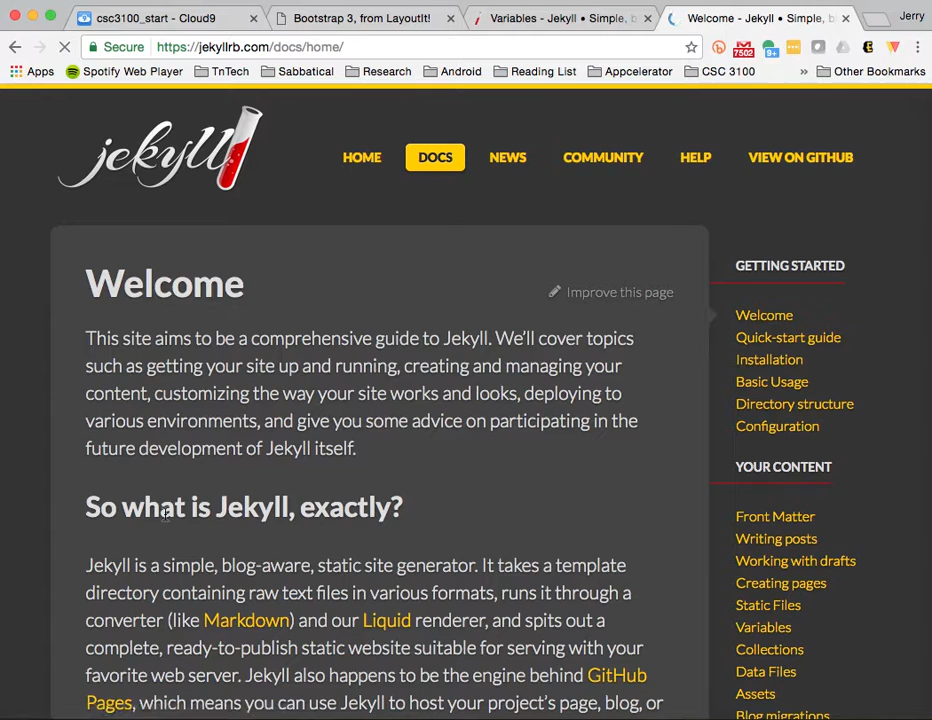 csc3100_start - Cloud9
Bootstrap 3, from LayoutIt!
Variables - Jekyll • Simple, b
Welcome - Jekyll • Simple, b
Jerry
Secure
https://jekyllrb.com/docs/home/
7502
9+
Apps
Spotify Web Player
TnTech
Sabbatical
Research
Android
Reading List
Appcelerator
CSC 3100
»
Other Bookmarks
jekyll
HOME
DOCS
NEWS
COMMUNITY
HELP
VIEW ON GITHUB
Welcome
Improve this page
This site aims to be a comprehensive guide to Jekyll. We’ll cover topics
such as getting your site up and running, creating and managing your
content, customizing the way your site works and looks, deploying to
various environments, and give you some advice on participating in the
future development of Jekyll itself.
So what is Jekyll, exactly?
Jekyll is a simple, blog-aware, static site generator. It takes a template
directory containing raw text files in various formats, runs it through a
converter (like Markdown) and our Liquid renderer, and spits out a
complete, ready-to-publish static website suitable for serving with your
favorite web server. Jekyll also happens to be the engine behind GitHub
Pages, which means you can use Jekyll to host your project’s page, blog, or
GETTING STARTED
Welcome
Quick-start guide
Installation
Basic Usage
Directory structure
Configuration
YOUR CONTENT
Front Matter
Writing posts
Working with drafts
Creating pages
Static Files
Variables
Collections
Data Files
Assets
Blog migrations